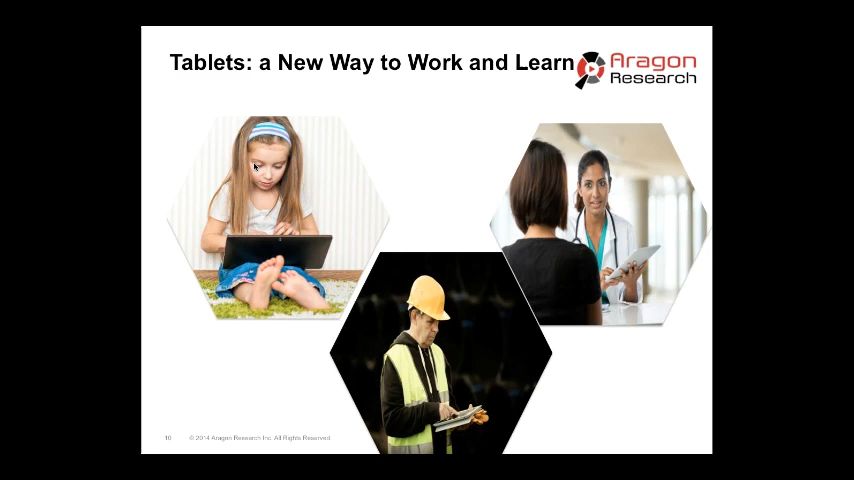 Tablets: a New Way to Work and Learn
Aragon
Research
10 © 2014 Aragon Research Inc. All Rights Reserved